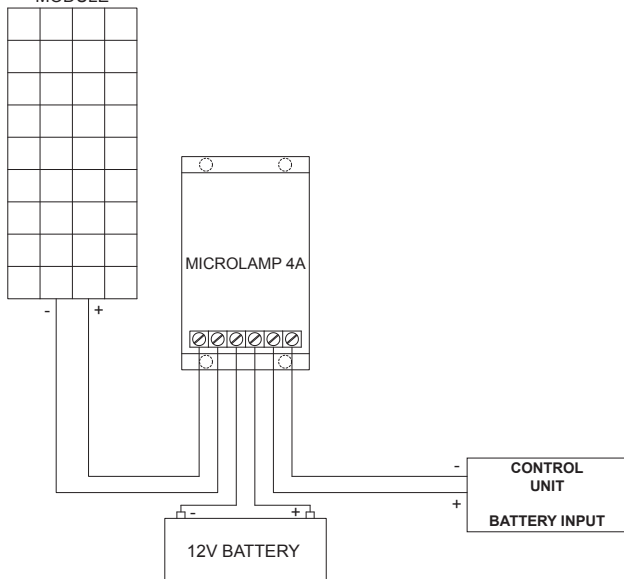 MODULE
MICROLAMP 4A
- +
-
+
CONTROL
UNIT
BATTERY INPUT
- +
12V BATTERY